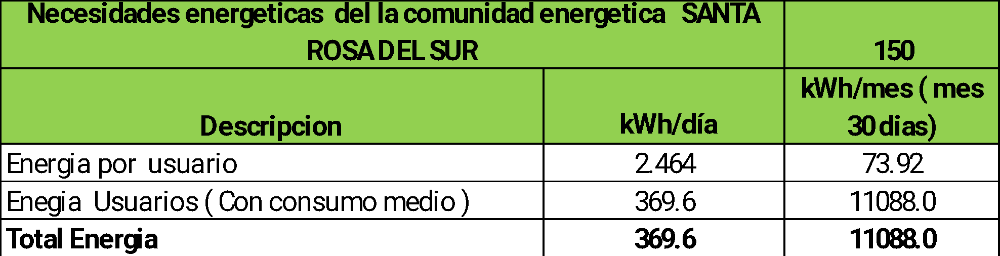 Necesidades energeticas del la comunidad energetica SANTA
ROSA DEL SUR
150
Descripcion
kWh/día
kWh/mes ( mes
30 dias)
Energia por usuario
2.464
73.92
Enegia Usuarios ( Con consumo medio )
369.6
11088.0
Total Energia
369.6
11088.0